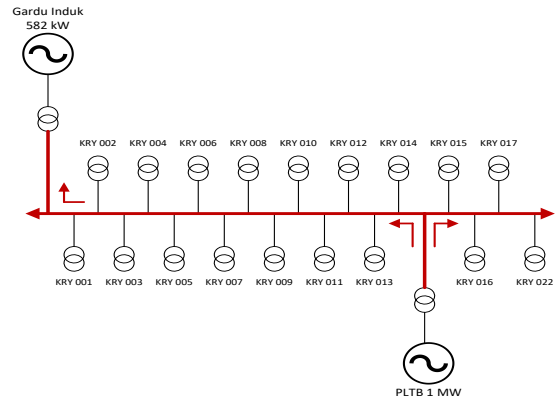 Gardu Induk
582 kW
KRY 002 KRY 004 KRY 006 KRY 008 KRY 010 KRY 012 KRY 014 KRY 015 KRY 017
KRY 001 KRY 003 KRY 005 KRY 007 KRY 009 KRY 011 KRY 013 KRY 016 KRY 022
PLTB 1 MW